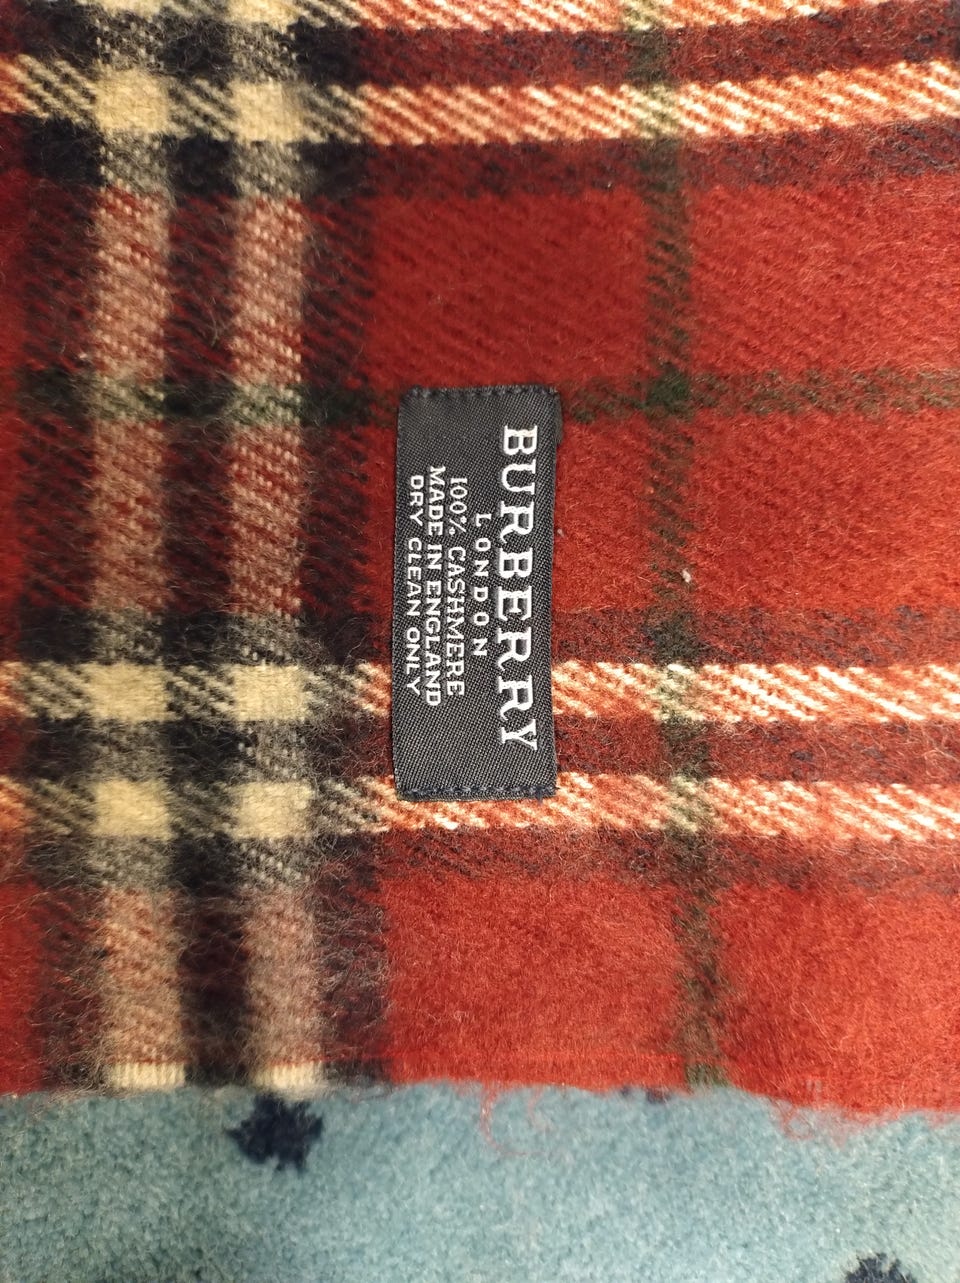 BURBERRY
LONDON
100% CASHMERE
MADE IN ENGLAND
DRY CLEAN ONLY